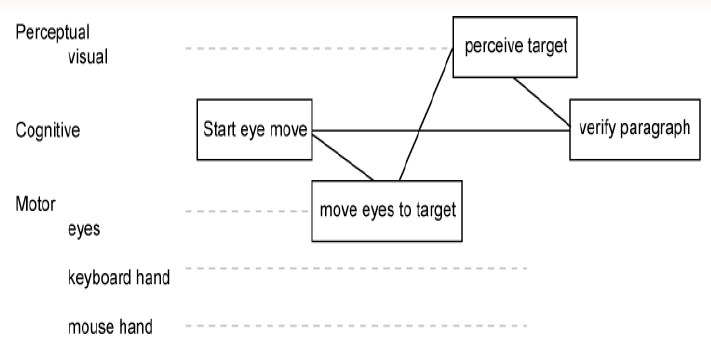 Perceptual
visual
perceive target
Cognitive
Start eye move
verify paragraph
Motor
eyes
move eyes to target
keyboard hand
mouse hand